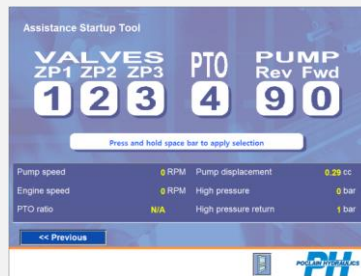 Assistance Startup Tool
VALVES PTO PUMP
ZP1 ZP2 ZP3 Rev Fwd
1 2 3 4 9 0
Press and hold space bar to apply selection
Pump speed 0 RPM Pump displacement 0.29 cc
Engine speed 0 RPM High pressure 0 bar
PTO ratio N/A High pressure return 1 bar
<< Previous
PH
POCLAIN HYDRAULICS